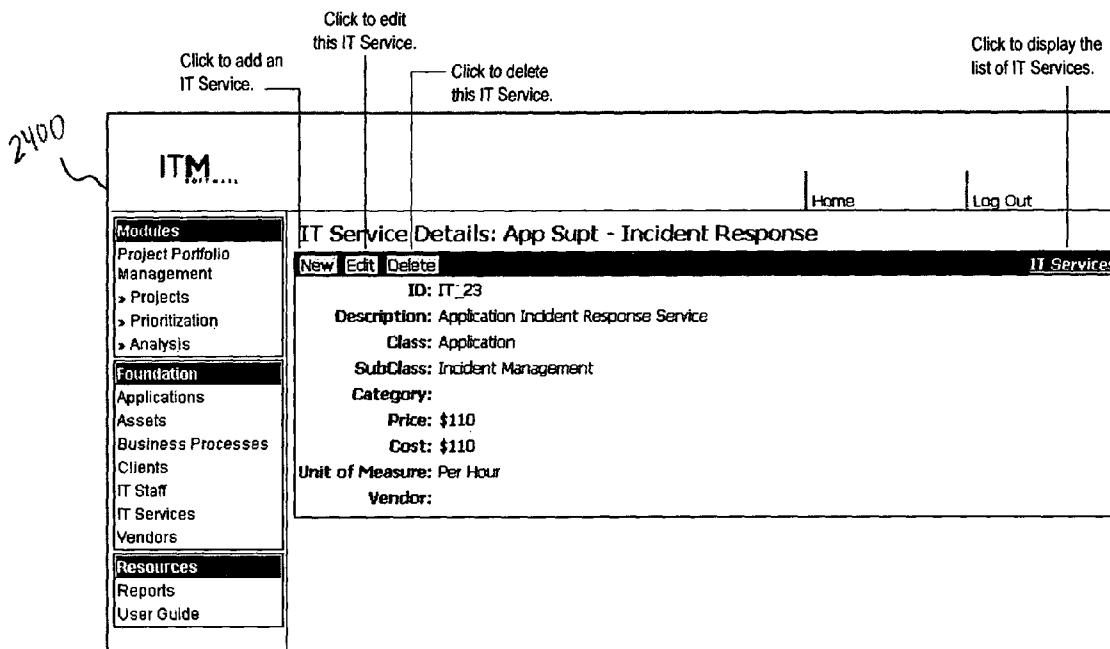 Click to edit
this IT Service.
Click to add an
IT Service.
Click to delete
this IT Service.
Click to display the
list of IT Services.
2400
ITM
SOFTWARE
Home
Log Out
Modules
Project Portfolio
Management
» Projects
» Prioritization
» Analysis
Foundation
Applications
Assets
Business Processes
Clients
IT Staff
IT Services
Vendors
Resources
Reports
User Guide
IT Service Details: App Supt - Incident Response
New Edit Delete
IT Services
ID: IT_23
Description: Application Incident Response Service
Class: Application
SubClass: Incident Management
Category:
Price: $110
Cost: $110
Unit of Measure: Per Hour
Vendor: